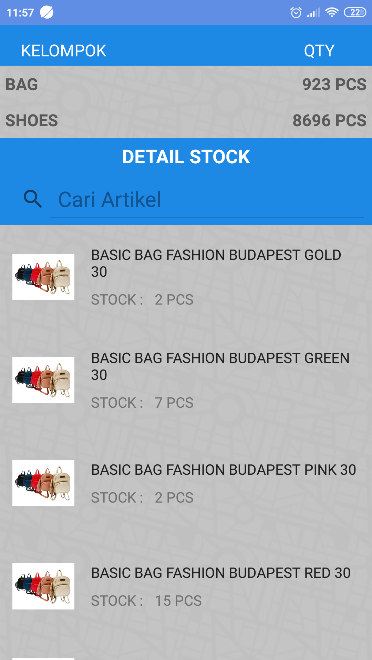 11:57 22
KELOMPOK QTY
BAG 923 PCS
SHOES 8696 PCS
DETAIL STOCK
Cari Artikel
BASIC BAG FASHION BUDAPEST GOLD
30
STOCK : 2 PCS
BASIC BAG FASHION BUDAPEST GREEN
30
STOCK : 7 PCS
BASIC BAG FASHION BUDAPEST PINK 30
STOCK : 2 PCS
BASIC BAG FASHION BUDAPEST RED 30
STOCK : 15 PCS